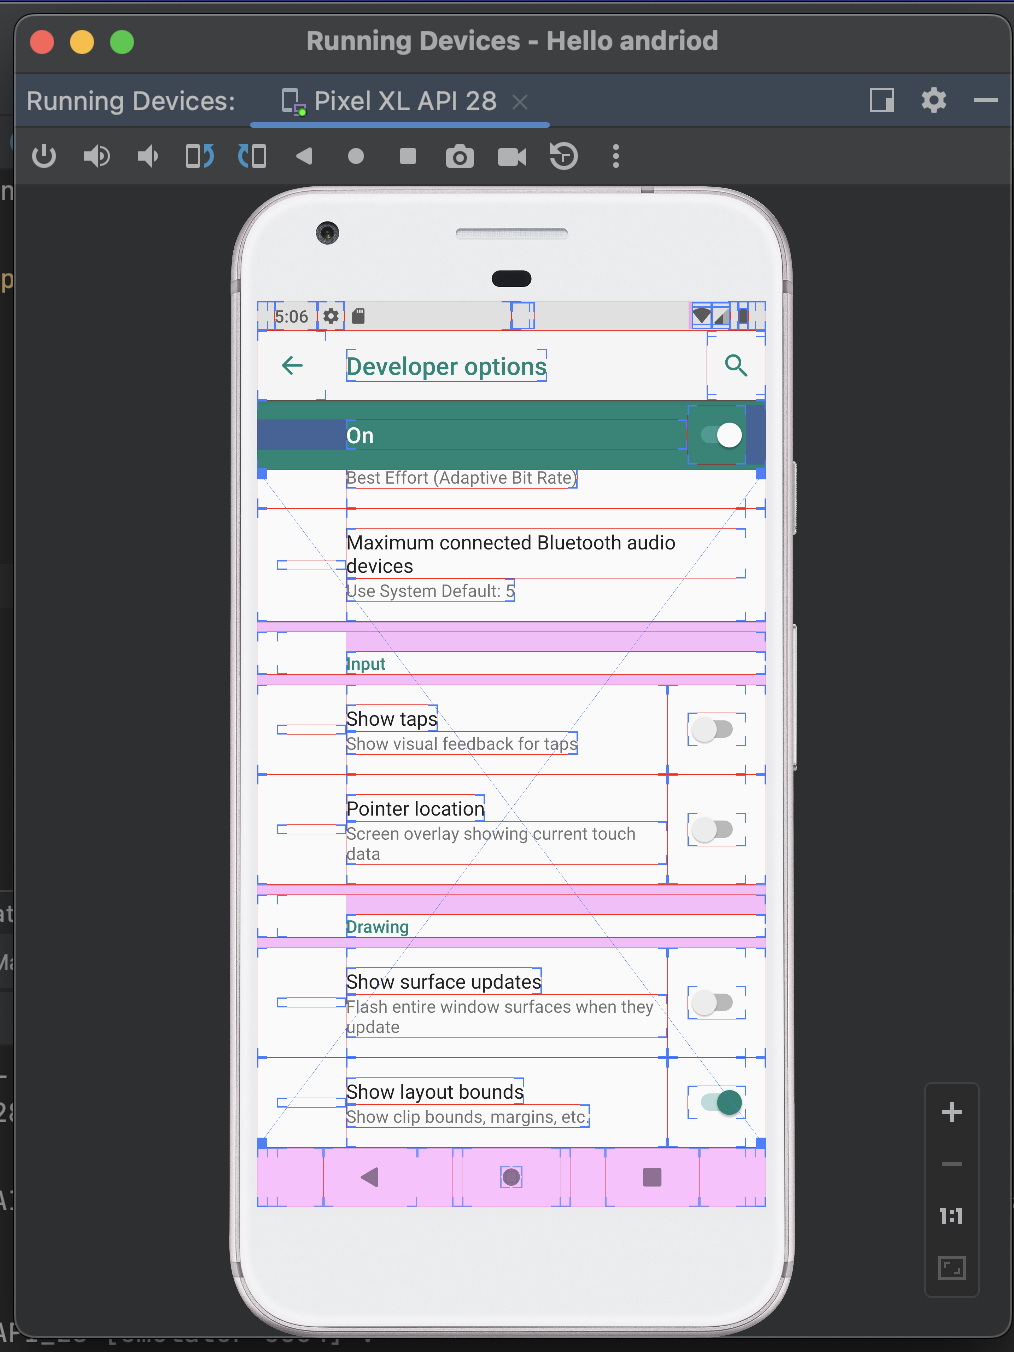 Running Devices - Hello andriod
Running Devices:
Pixel XL API 28
5:06
Developer options
On
Best Effort (Adaptive Bit Rate)
Maximum connected Bluetooth audio
devices
Use System Default: 5
Input
Show taps
Show visual feedback for taps
Pointer location
Screen overlay showing current touch
data
Drawing
Show surface updates
Flash entire window surfaces when they
update
Show layout bounds
Show clip bounds, margins, etc.
1:1